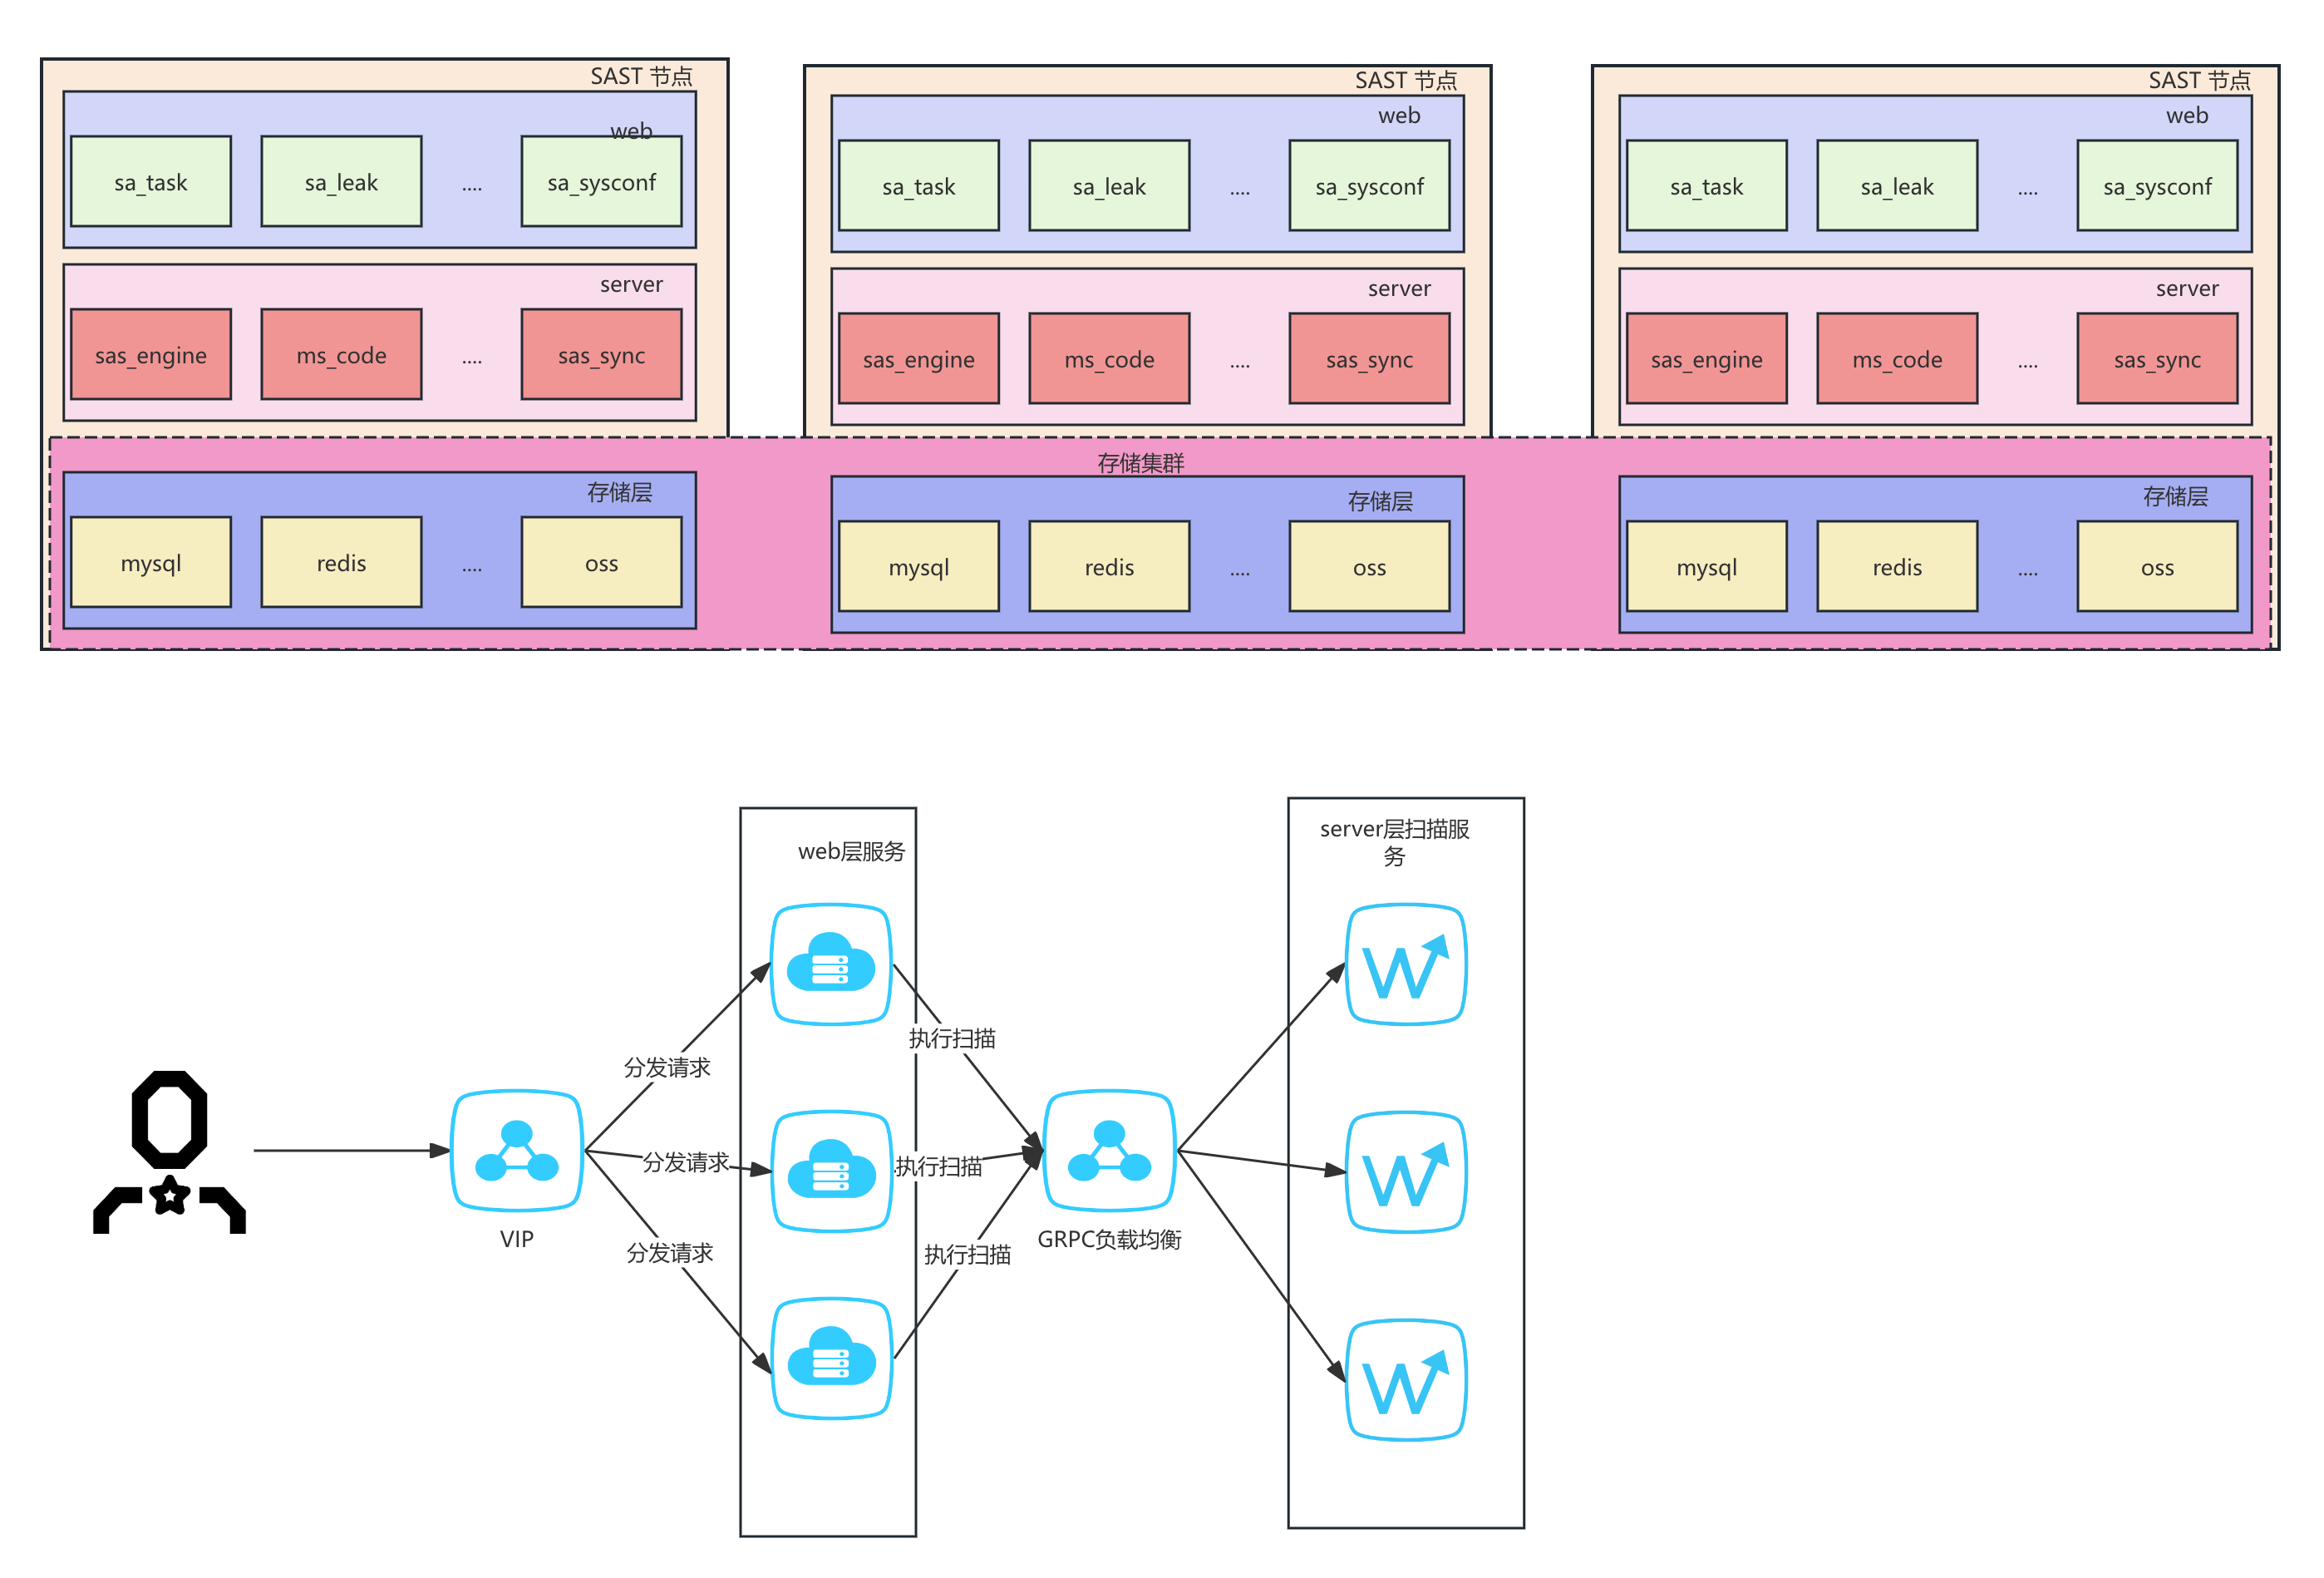 SAST 节点
web
sa_task
sa_leak
....
sa_sysconf
server
sas_engine
ms_code
....
sas_sync
SAST 节点
web
sa_task
sa_leak
....
sa_sysconf
server
sas_engine
ms_code
....
sas_sync
SAST 节点
web
sa_task
sa_leak
....
sa_sysconf
server
sas_engine
ms_code
....
sas_sync
存储集群
存储层
mysql
redis
....
oss
存储层
mysql
redis
....
oss
存储层
mysql
redis
....
oss
VIP
分发请求
分发请求
分发请求
web层服务
执行扫描
执行扫描
执行扫描
GRPC负载均衡
server层扫描服
务